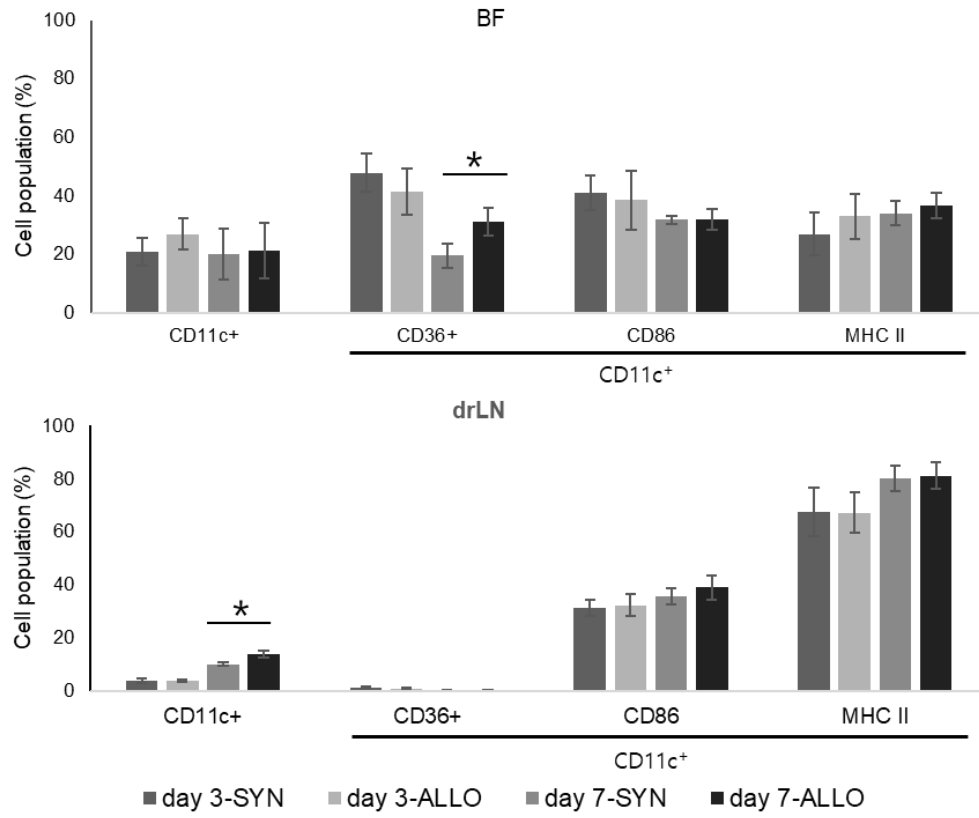 BF
Cell population (%)
100
80
60
40
20
0
*
CD11c+ CD36+ CD86 MHC II
CD11c⁺
drLN
Cell population (%)
100
80
60
40
20
0
*
CD11c+ CD36+ CD86 MHC II
CD11c⁺
day 3-SYN day 3-ALLO day 7-SYN day 7-ALLO